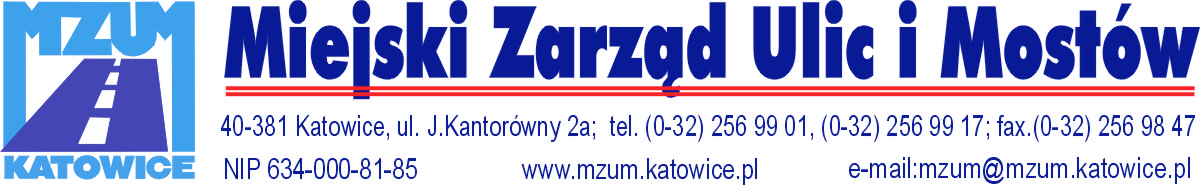 MZUM
KATOWICE
Miejski Zarząd Ulic i Mostów
40-381 Katowice, ul. J.Kantorówny 2a; tel. (0-32) 256 99 01, (0-32) 256 99 17; fax.(0-32) 256 98 47
NIP 634-000-81-85 www.mzum.katowice.pl e-mail:mzum@mzum.katowice.pl